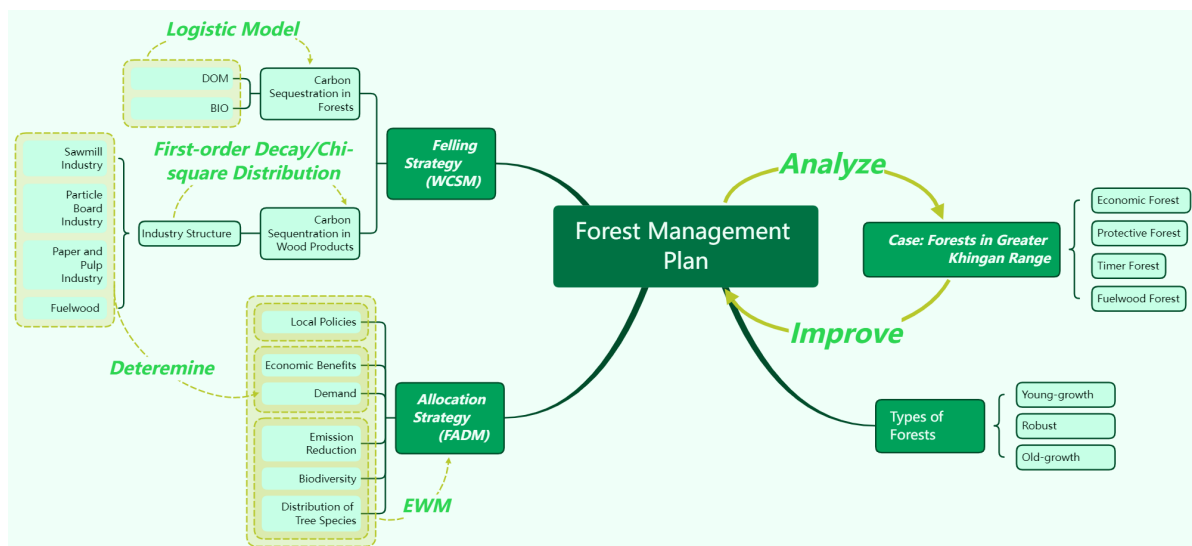 Logistic Model
DOM
BIO
Carbon
Sequestration in
Forests
First-order Decay/Chi-
square Distribution
Sawmill
Industry
Particle
Board
Industry
Paper and
Pulp
Industry
Fuelwood
Industry Structure
Carbon
Sequentration in
Wood Products
Felling
Strategy
(WCSM)
Deteremine
Local Policies
Economic Benefits
Demand
Emission
Reduction
Biodiversity
Distribution of
Tree Species
Allocation
Strategy
(FADM)
EWM
Forest Management
Plan
Analyze
Improve
Case: Forests in Greater
Khingan Range
Economic Forest
Protective Forest
Timer Forest
Fuelwood Forest
Types of
Forests
Young-growth
Robust
Old-growth